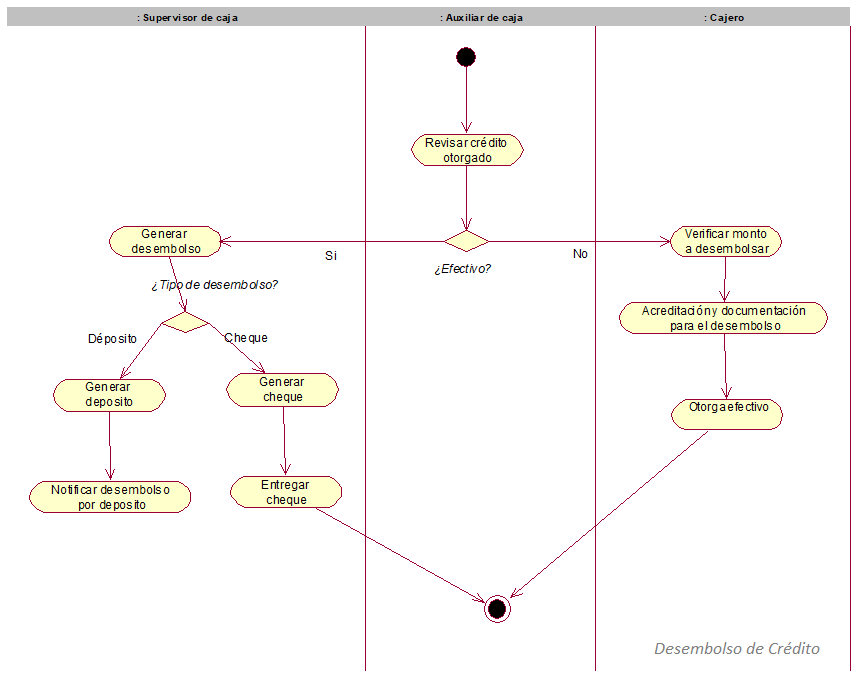 : Supervisor de caja
: Auxiliar de caja
: Cajero
Revisar crédito
otorgado
Generar
desembolso
Si
¿Efectivo?
No
Verificar monto
a desembolsar
¿Tipo de desembolso?
Acreditación y documentación
para el desembolso
Déposito
Cheque
Generar
deposito
Generar
cheque
Otorga efectivo
Notificar desembolso
por deposito
Entregar
cheque
Desembolso de Crédito